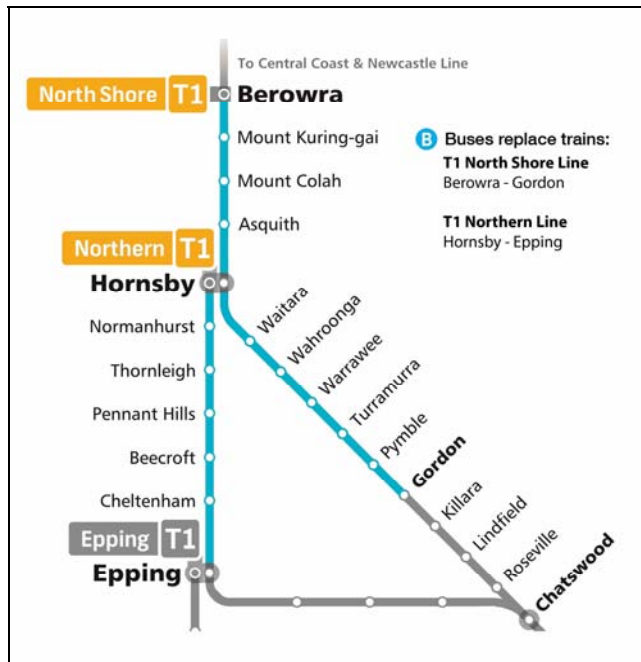 To Central Coast & Newcastle Line
North Shore T1
Berowra
Mount Kuring-gai
Mount Colah
Asquith
B Buses replace trains:
T1 North Shore Line
Berowra - Gordon
T1 Northern Line
Hornsby - Epping
Northern T1
Hornsby
Normanhurst
Thornleigh
Pennant Hills
Beecroft
Cheltenham
Epping T1
Epping
Waitara
Wahroonga
Warrawee
Turramurra
Pymble
Gordon
Killara
Lindfield
Roseville
Chatswood